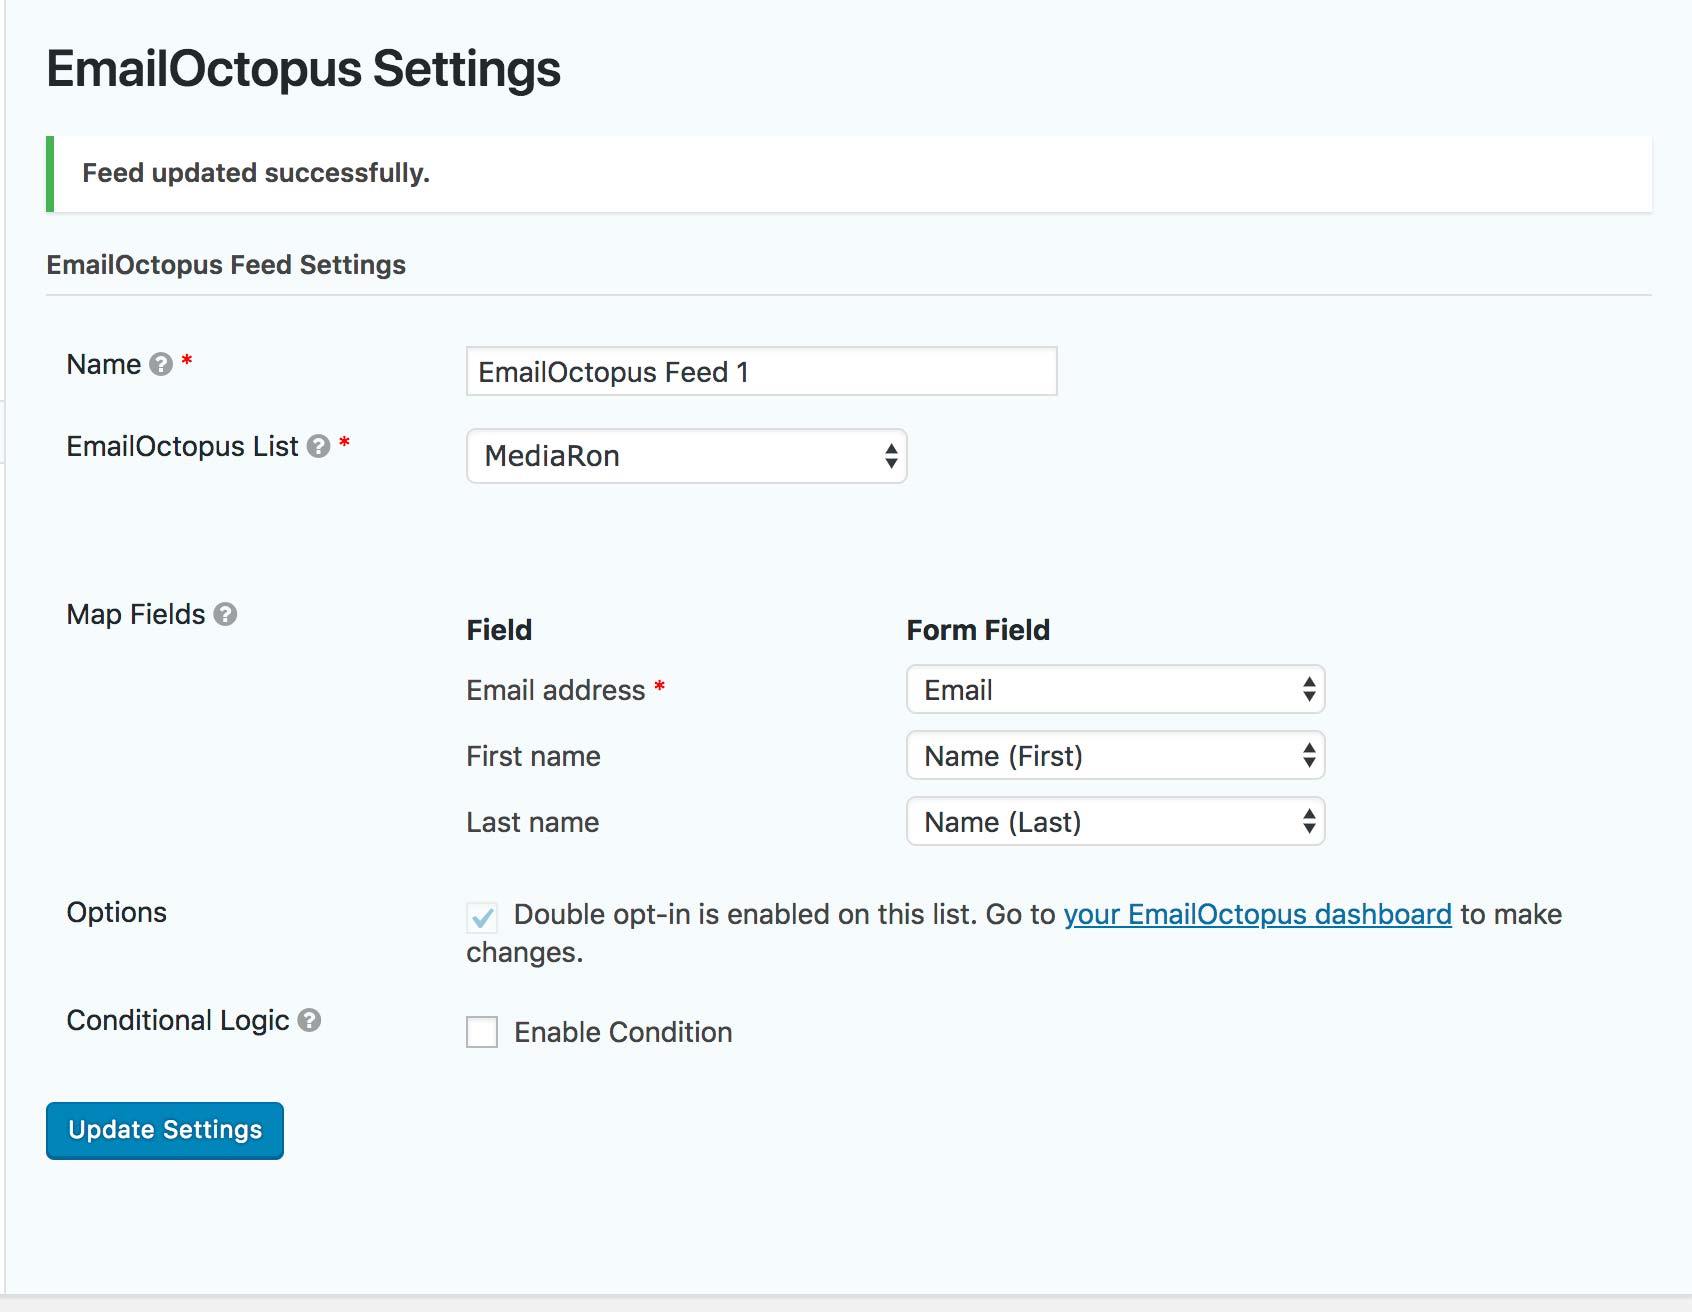 EmailOctopus Settings
Feed updated successfully.
EmailOctopus Feed Settings
Name ? *
EmailOctopus Feed 1
EmailOctopus List ? *
MediaRon
Map Fields ?
Field Form Field
Email address * Email
First name Name (First)
Last name Name (Last)
Options
Double opt-in is enabled on this list. Go to your EmailOctopus dashboard to make
changes.
Conditional Logic ?
Enable Condition
Update Settings